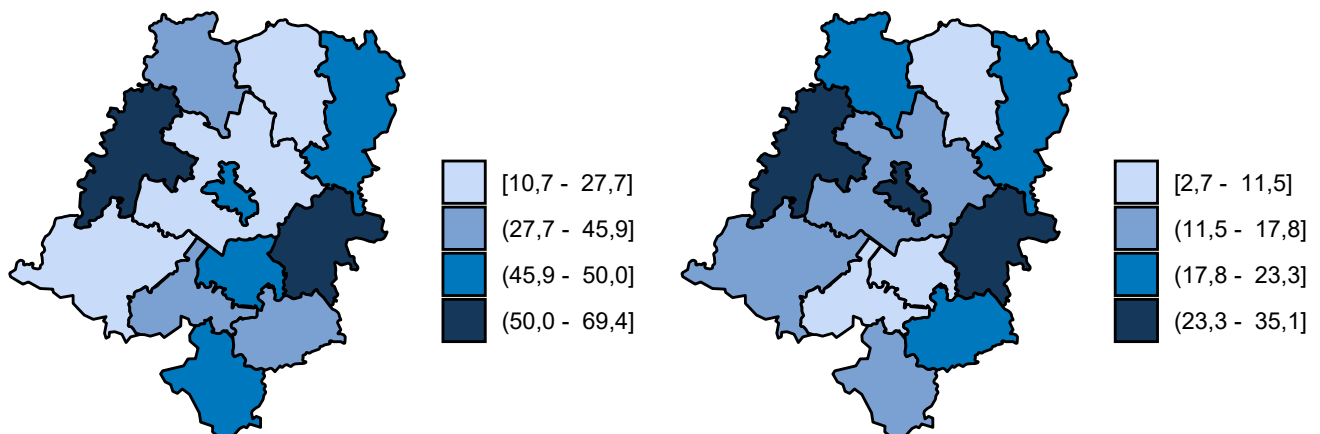 [10,7 - 27,7]
(27,7 - 45,9]
(45,9 - 50,0]
(50,0 - 69,4]
[2,7 - 11,5]
(11,5 - 17,8]
(17,8 - 23,3]
(23,3 - 35,1]